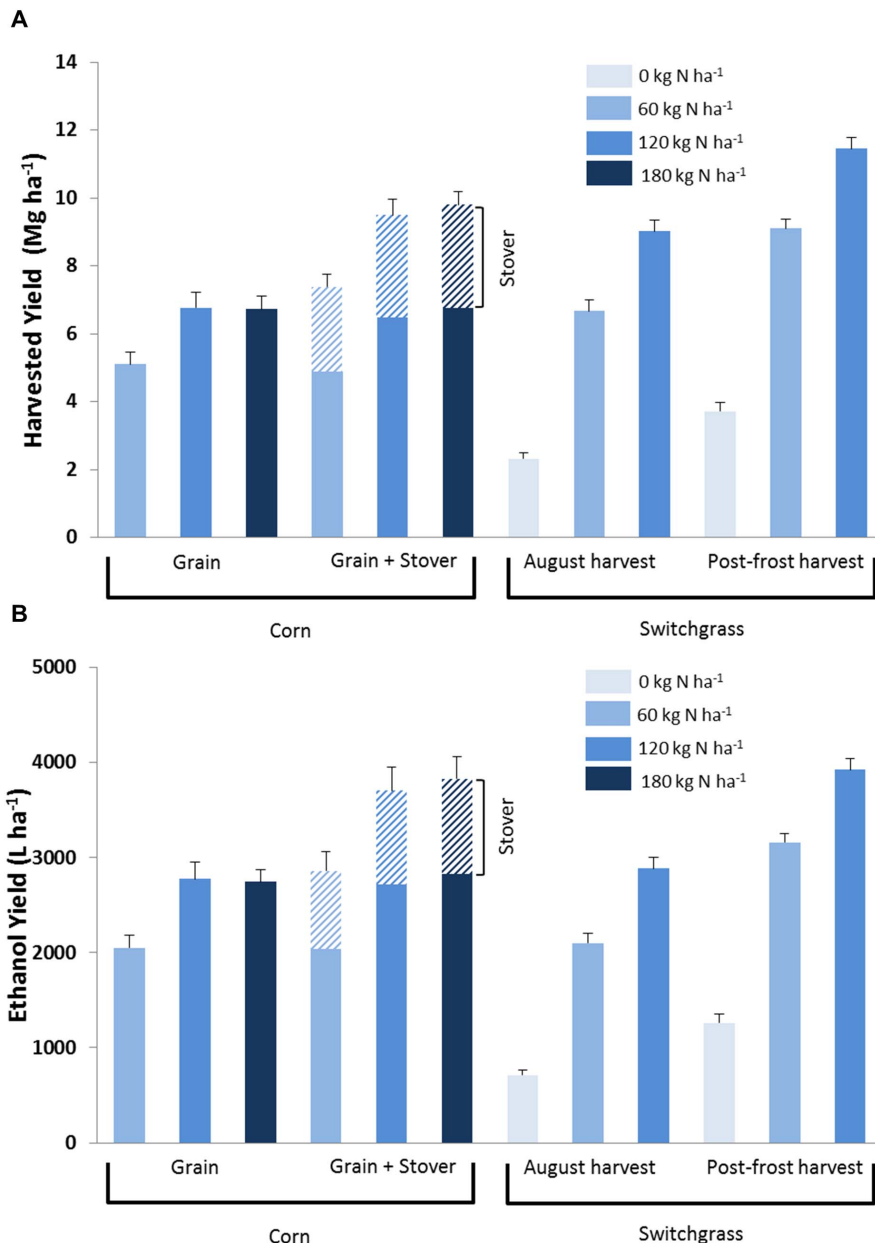 A
Harvested Yield (Mg ha⁻¹)
14
12
10
8
6
4
2
0
0 kg N ha⁻¹
60 kg N ha⁻¹
120 kg N ha⁻¹
180 kg N ha⁻¹
Stover
Grain
Grain + Stover
August harvest
Post-frost harvest
Corn
Switchgrass
B
Ethanol Yield (L ha⁻¹)
5000
4000
3000
2000
1000
0
0 kg N ha⁻¹
60 kg N ha⁻¹
120 kg N ha⁻¹
180 kg N ha⁻¹
Stover
Grain
Grain + Stover
August harvest
Post-frost harvest
Corn
Switchgrass